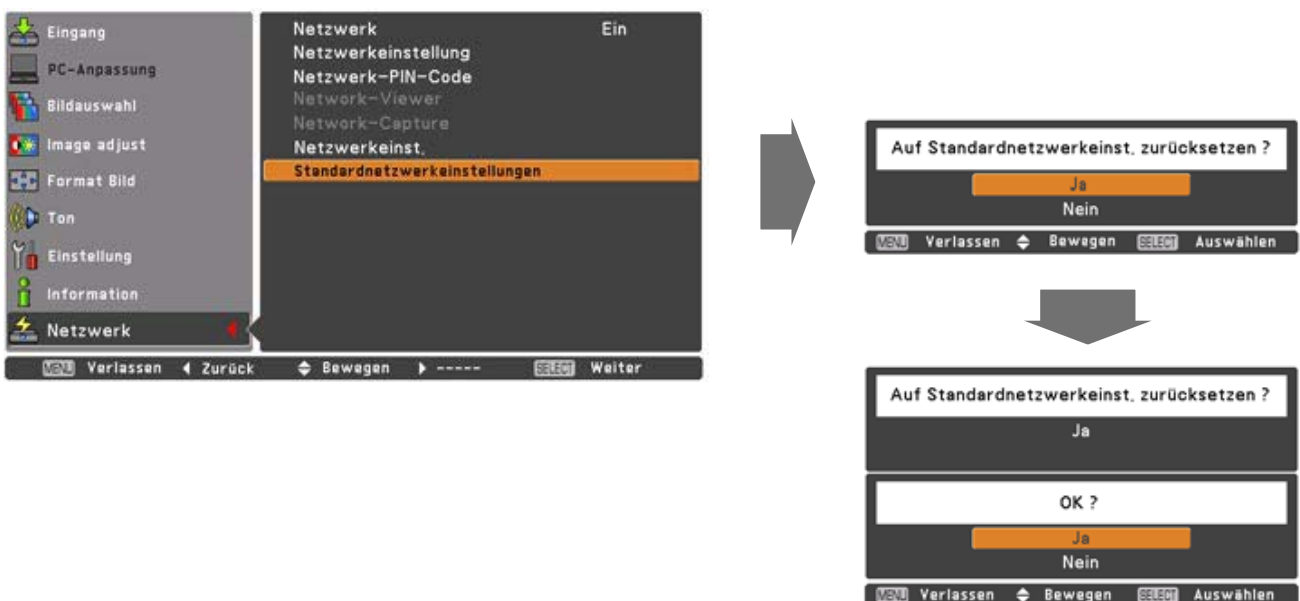 Eingang
PC-Anpassung
Bildauswahl
Image adjust
Format Bild
Ton
Einstellung
Information
Netzwerk
Netzwerk Ein
Netzwerkeinstellung
Netzwerk-PIN-Code
Network-Viewer
Network-Capture
Netzwerkeinst.
Standardnetzwerkeinstellungen
MENU Verlassen Zurück Bewegen ----- SELECT Weiter
Auf Standardnetzwerkeinst. zurücksetzen ?
Ja
Nein
MENU Verlassen Bewegen SELECT Auswählen
Auf Standardnetzwerkeinst. zurücksetzen ?
Ja
OK ?
Ja
Nein
MENU Verlassen Bewegen SELECT Auswählen